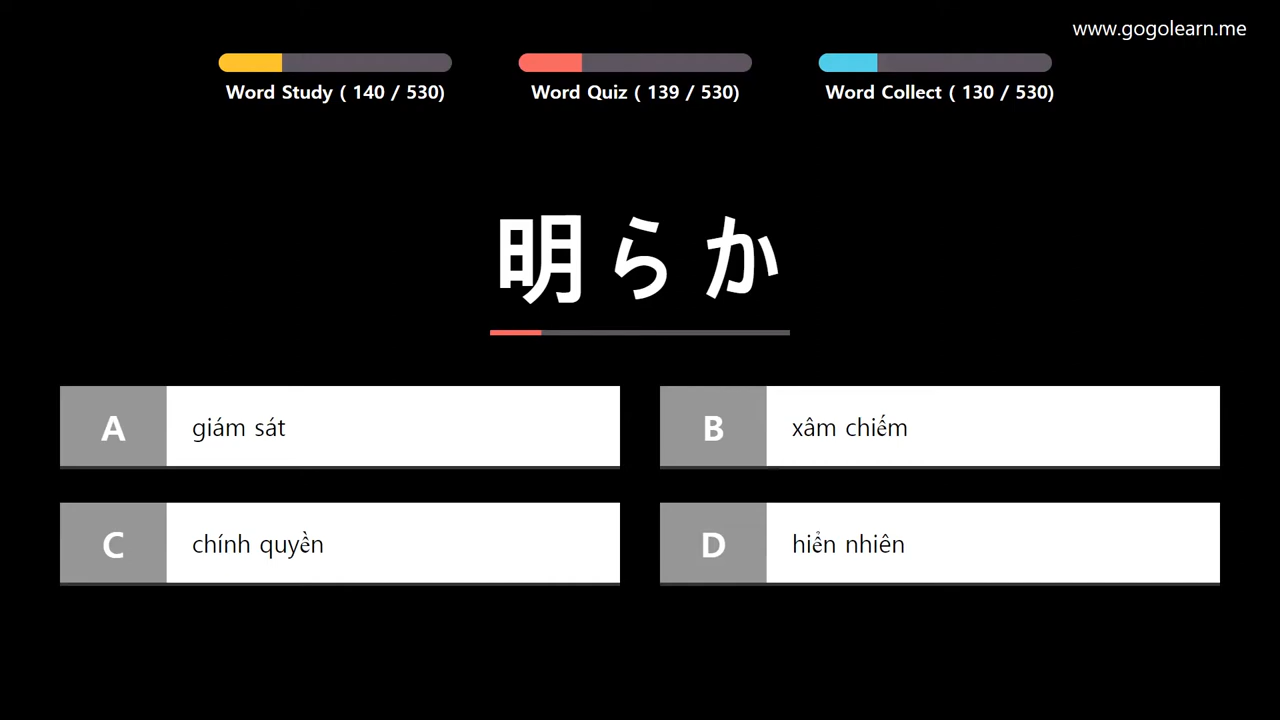 www.gogolearn.me
Word Study ( 140 / 530)
Word Quiz ( 139 / 530)
Word Collect ( 130 / 530)
明らか
A giám sát
B xâm chiếm
C chính quyền
D hiển nhiên